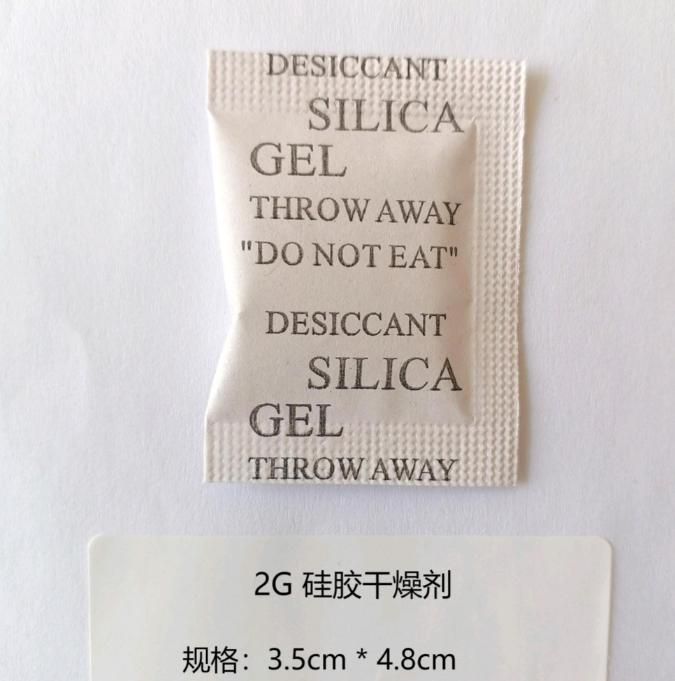 DESICCANT
SILICA
GEL
THROW AWAY
"DO NOT EAT"
DESICCANT
SILICA
GEL
THROW AWAY
2G 硅胶干燥剂
规格：3.5cm * 4.8cm